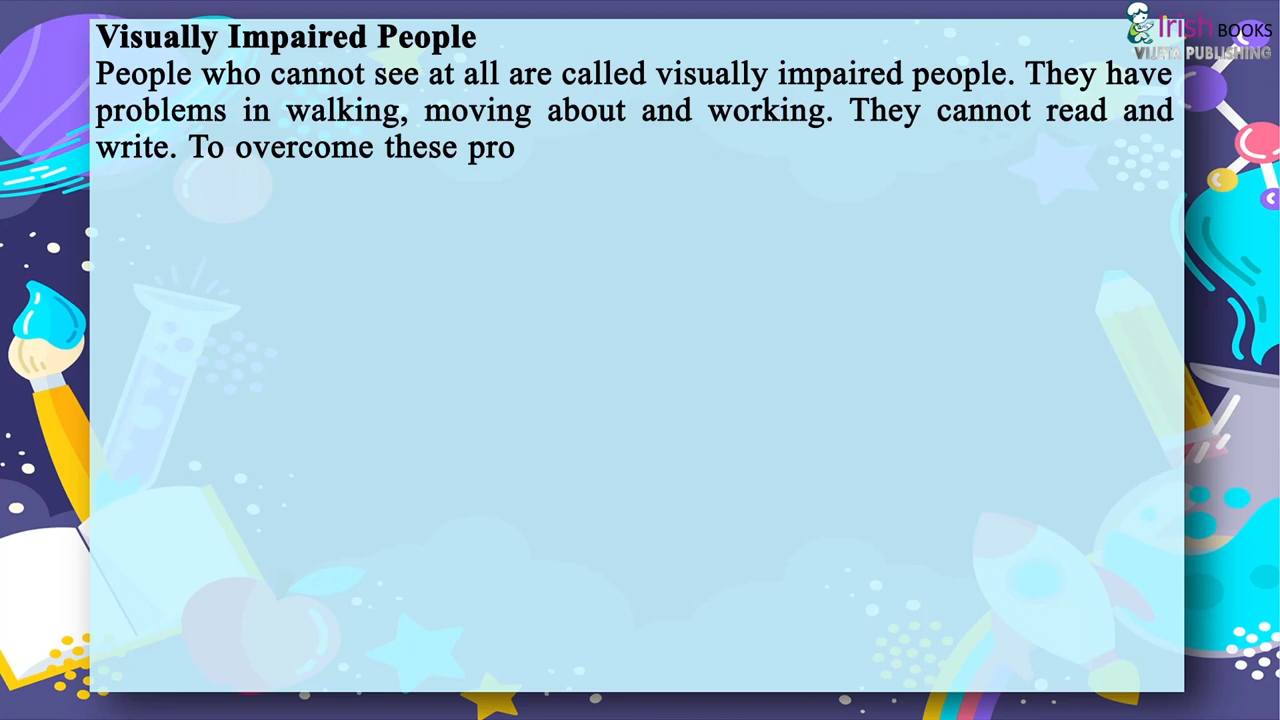 Visually Impaired People
People who cannot see at all are called visually impaired people. They have
problems in walking, moving about and working. They cannot read and
write. To overcome these pro
Irish BOOKS
VIJETA PUBLISHING